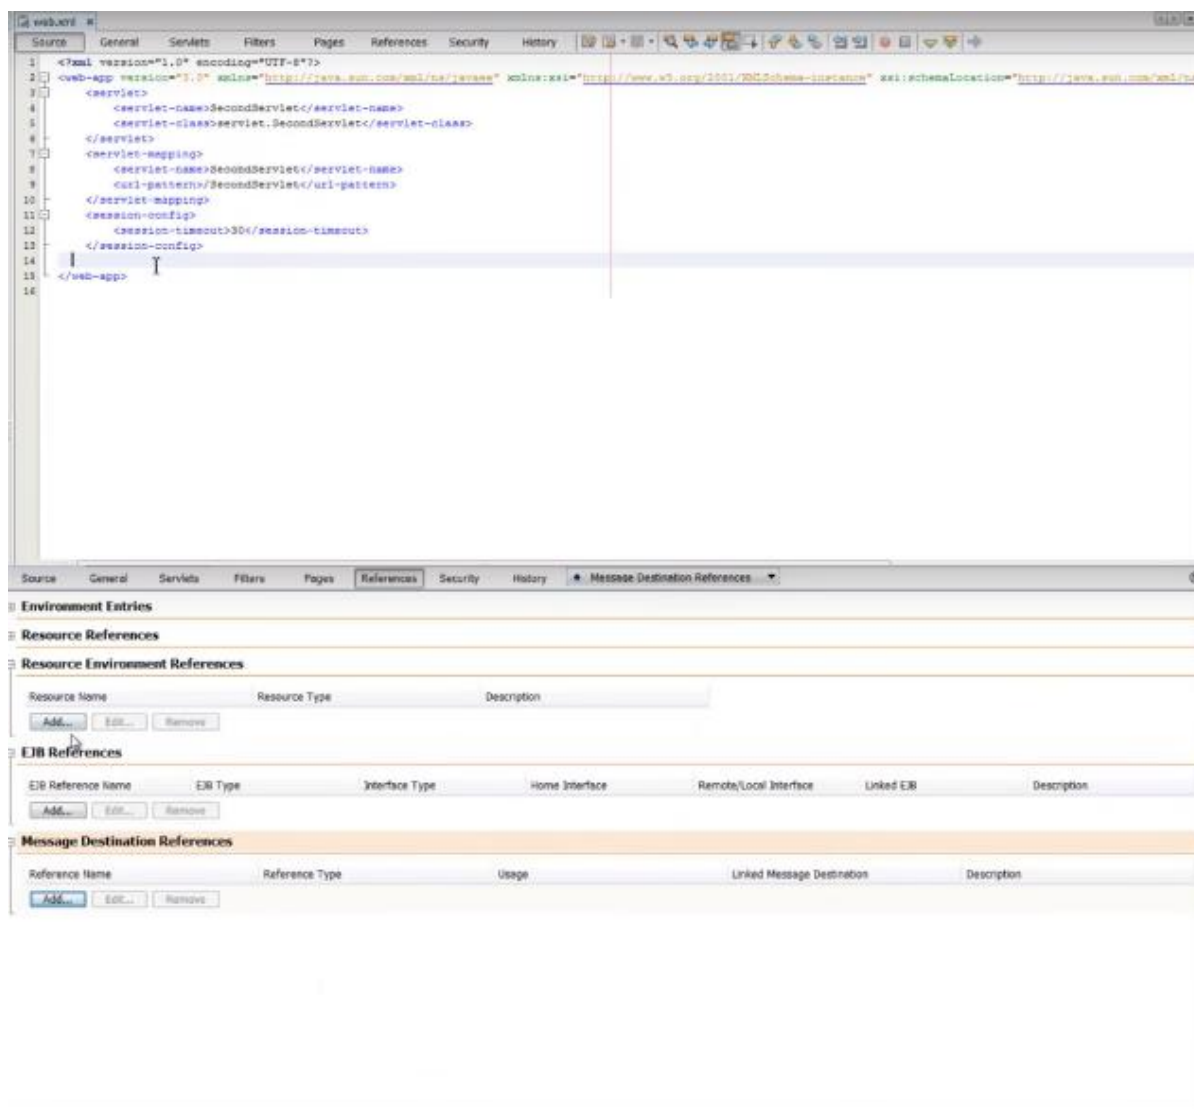 web.xml
Source General Servlets Filters Pages References Security History
1 <?xml version="1.0" encoding="UTF-8"?>
2 <web-app version="3.0" xmlns="http://java.sun.com/xml/ns/javaee" xmlns:xsi="http://www.w3.org/2001/XMLSchema-instance" xsi:schemaLocation="http://java.sun.com/xml/na
3 <servlet>
4 <servlet-name>SecondServlet</servlet-name>
5 <servlet-class>servlet.SecondServlet</servlet-class>
6 </servlet>
7 <servlet-mapping>
8 <servlet-name>SecondServlet</servlet-name>
9 <url-pattern>/SecondServlet</url-pattern>
10 </servlet-mapping>
11 <session-config>
12 <session-timeout>30</session-timeout>
13 </session-config>
14
15 </web-app>
16
Source General Servlets Filters Pages References Security History Message Destination References
Environment Entries
Resource References
Resource Environment References
Resource Name Resource Type Description
Add... Edit... Remove
EJB References
EJB Reference Name EJB Type Interface Type Home Interface Remote/Local Interface Linked EJB Description
Add... Edit... Remove
Message Destination References
Reference Name Reference Type Usage Linked Message Destination Description
Add... Edit... Remove